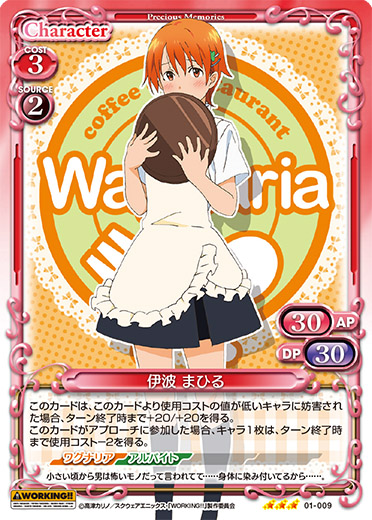 Precious Memories
Character
COST
3
SOURCE
2
coffee
aurant
Wa
aria
30 AP
DP 30
伊波 まひる
このカードは、このカードより使用コストの値が低いキャラに妨害され
た場合、ターン終了時まで+20/+20を得る。
このカードがアプローチに参加した場合、キャラ1枚は、ターン終了時
まで使用コスト−2を得る。
ワグナリア アルバイト
小さい頃から男は怖いモノだって言われてて……身体に染み付いてるから……。
WORKING!!
©高津カリノ/スクウェアエニックス・「WORKING!!」製作委員会
01-009